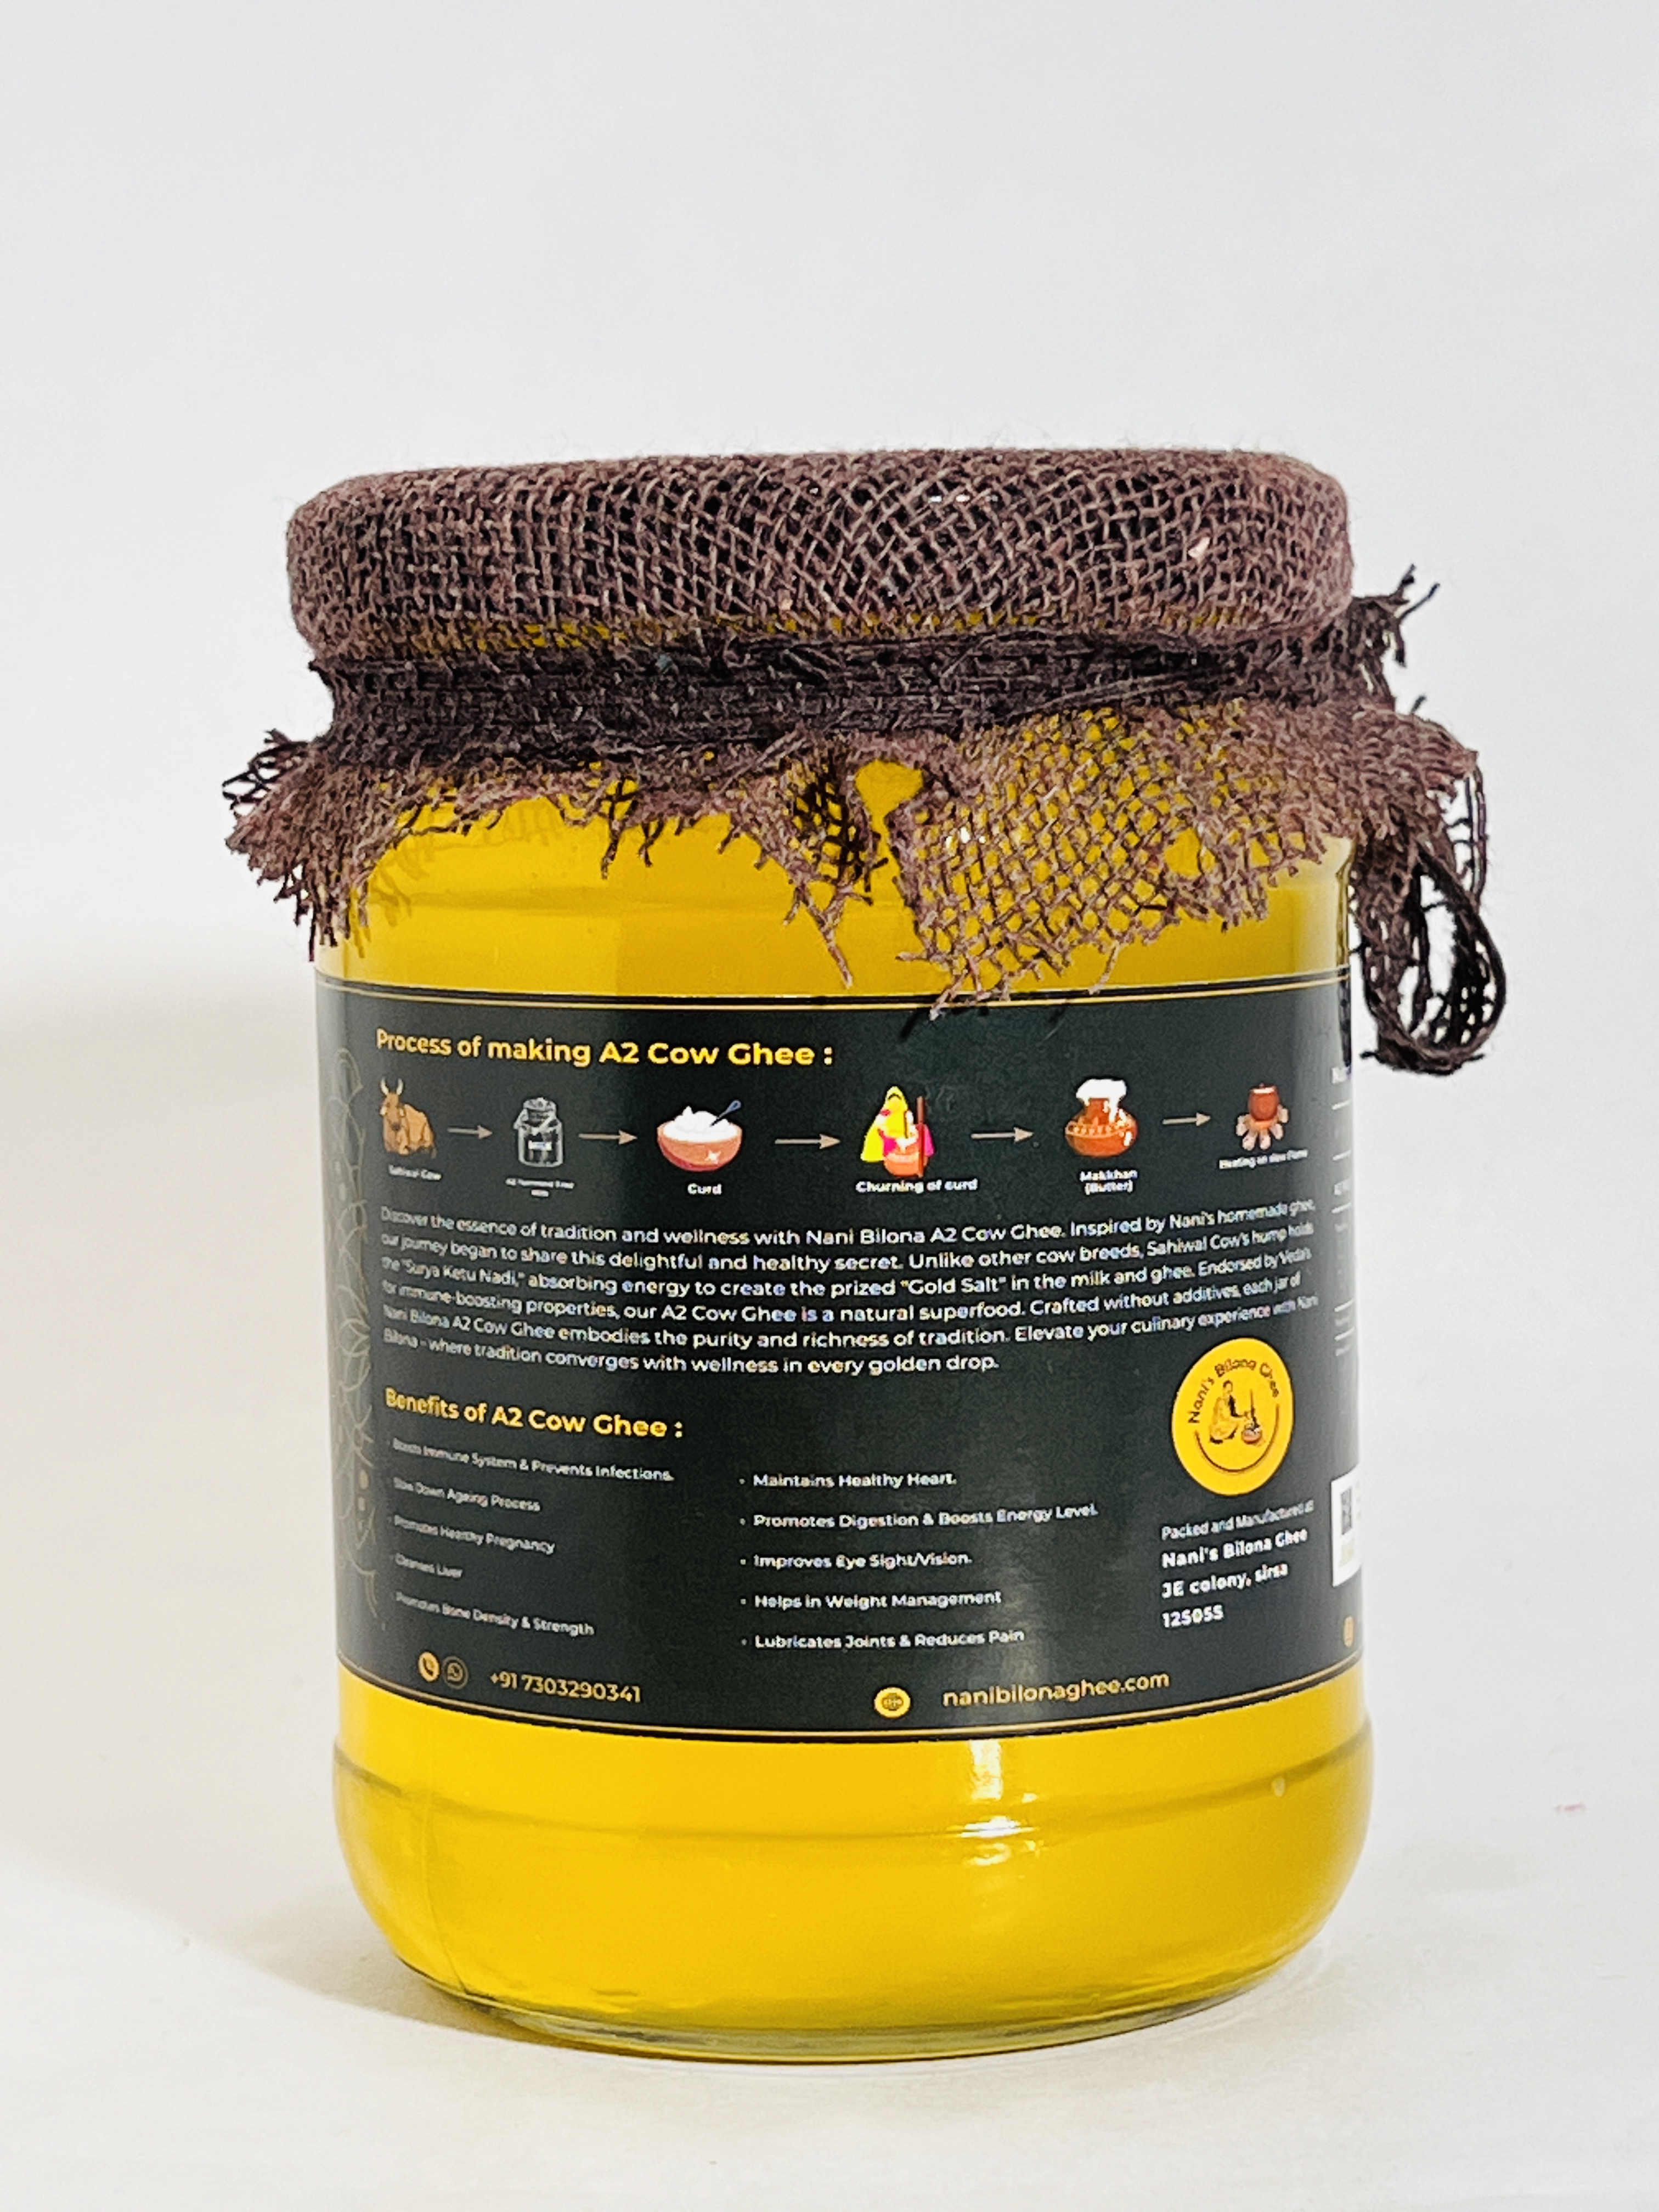 Process of making A2 Cow Ghee :
Sahiwal Cow
MILK
Curd
Churning of curd
Makkhan
(Butter)
Heating on slow flame
Discover the essence of tradition and wellness with Nani Bilona A2 Cow Ghee. Inspired by Nani's homemade ghee,
our journey began to share this delightful and healthy secret. Unlike other cow breeds, Sahiwal Cow's hump holds
the "Surya Ketu Nadi," absorbing energy to create the prized "Gold Salt" in the milk and ghee. Endorsed by Veda's
for immune-boosting properties, our A2 Cow Ghee is a natural superfood. Crafted without additives, each jar of
Nani Bilona A2 Cow Ghee embodies the purity and richness of tradition. Elevate your culinary experience with Nani
Bilona - where tradition converges with wellness in every golden drop.
Benefits of A2 Cow Ghee :
Boosts Immune System & Prevents Infections.
Slow Down Ageing Process
Promotes Healthy Pregnancy
Cleanses Liver
Promotes Bone Density & Strength
• Maintains Healthy Heart.
• Promotes Digestion & Boosts Energy Level.
• Improves Eye Sight/Vision.
• Helps in Weight Management
• Lubricates Joints & Reduces Pain
Nani's Bilona Ghee
Packed and Manufactured at
Nani's Bilona Ghee
JE colony, sirsa
125055
+91 7303290341
nanibilonaghee.com